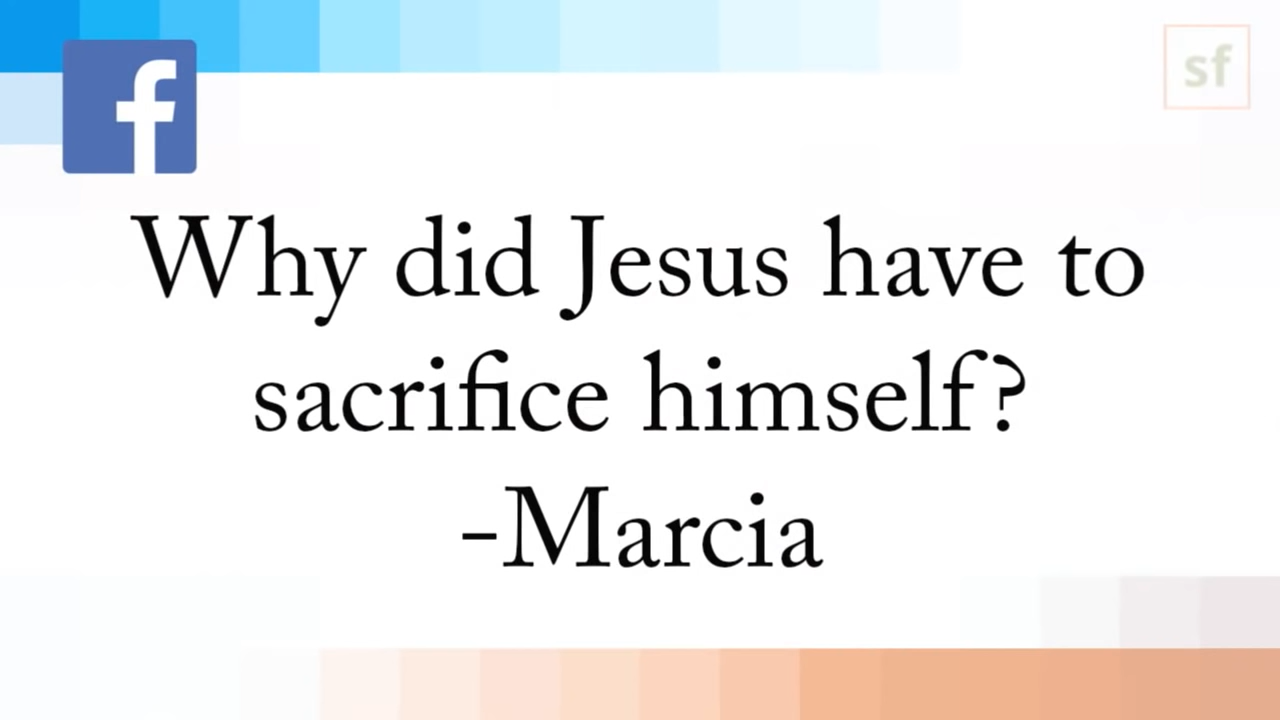 f
sf
Why did Jesus have to
sacrifice himself?
-Marcia